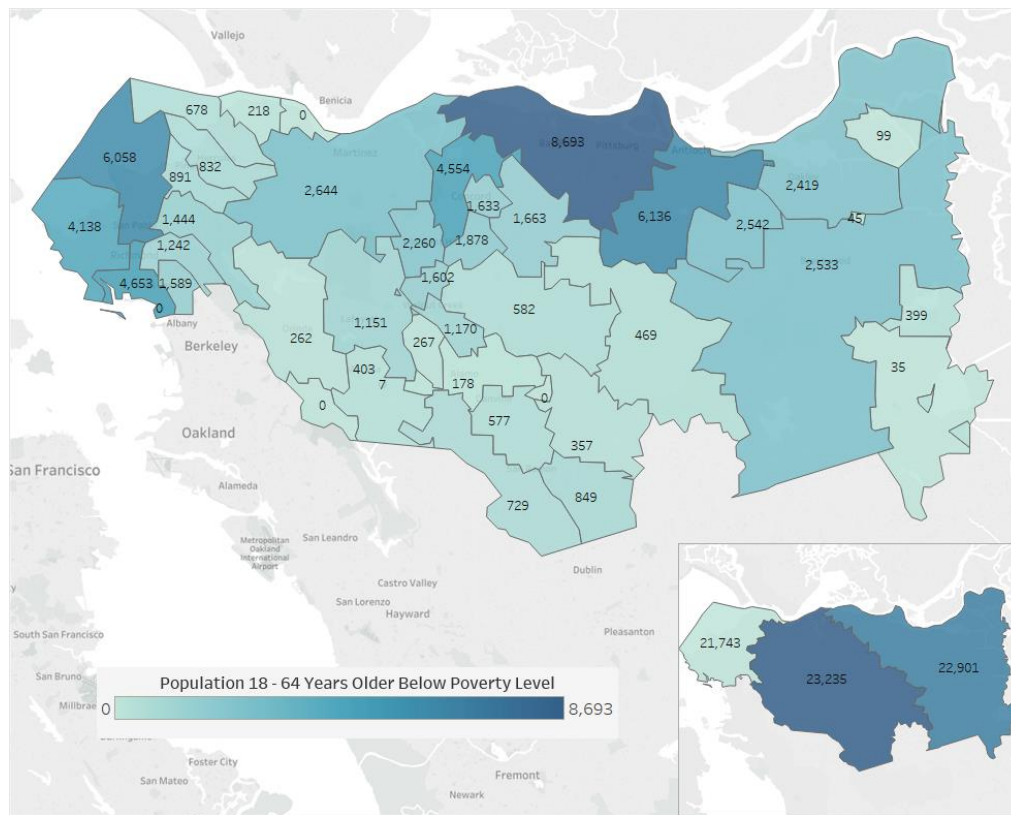 Vallejo
Benicia
678
218
0
Martinez
99
6,058
832
891
4,554
8,693
Pittsburg
Antioch
2,644
2,419
4,138
1,444
1,633
1,663
6,136
2,542
45
1,242
2,260
1,878
2,533
4,653
1,589
1,602
0
Albany
582
399
Berkeley
262
1,151
267
1,170
469
403
7
178
35
0
0
577
Oakland
357
San Francisco
729
849
Alameda
Metropolitan
Oakland
International
Airport
San Leandro
Dublin
Castro Valley
San Lorenzo
Hayward
Pleasanton
South San Francisco
San Bruno
Millbrae
Foster City
San Mateo
Fremont
Newark
Population 18 - 64 Years Older Below Poverty Level
0
8,693
21,743
23,235
22,901